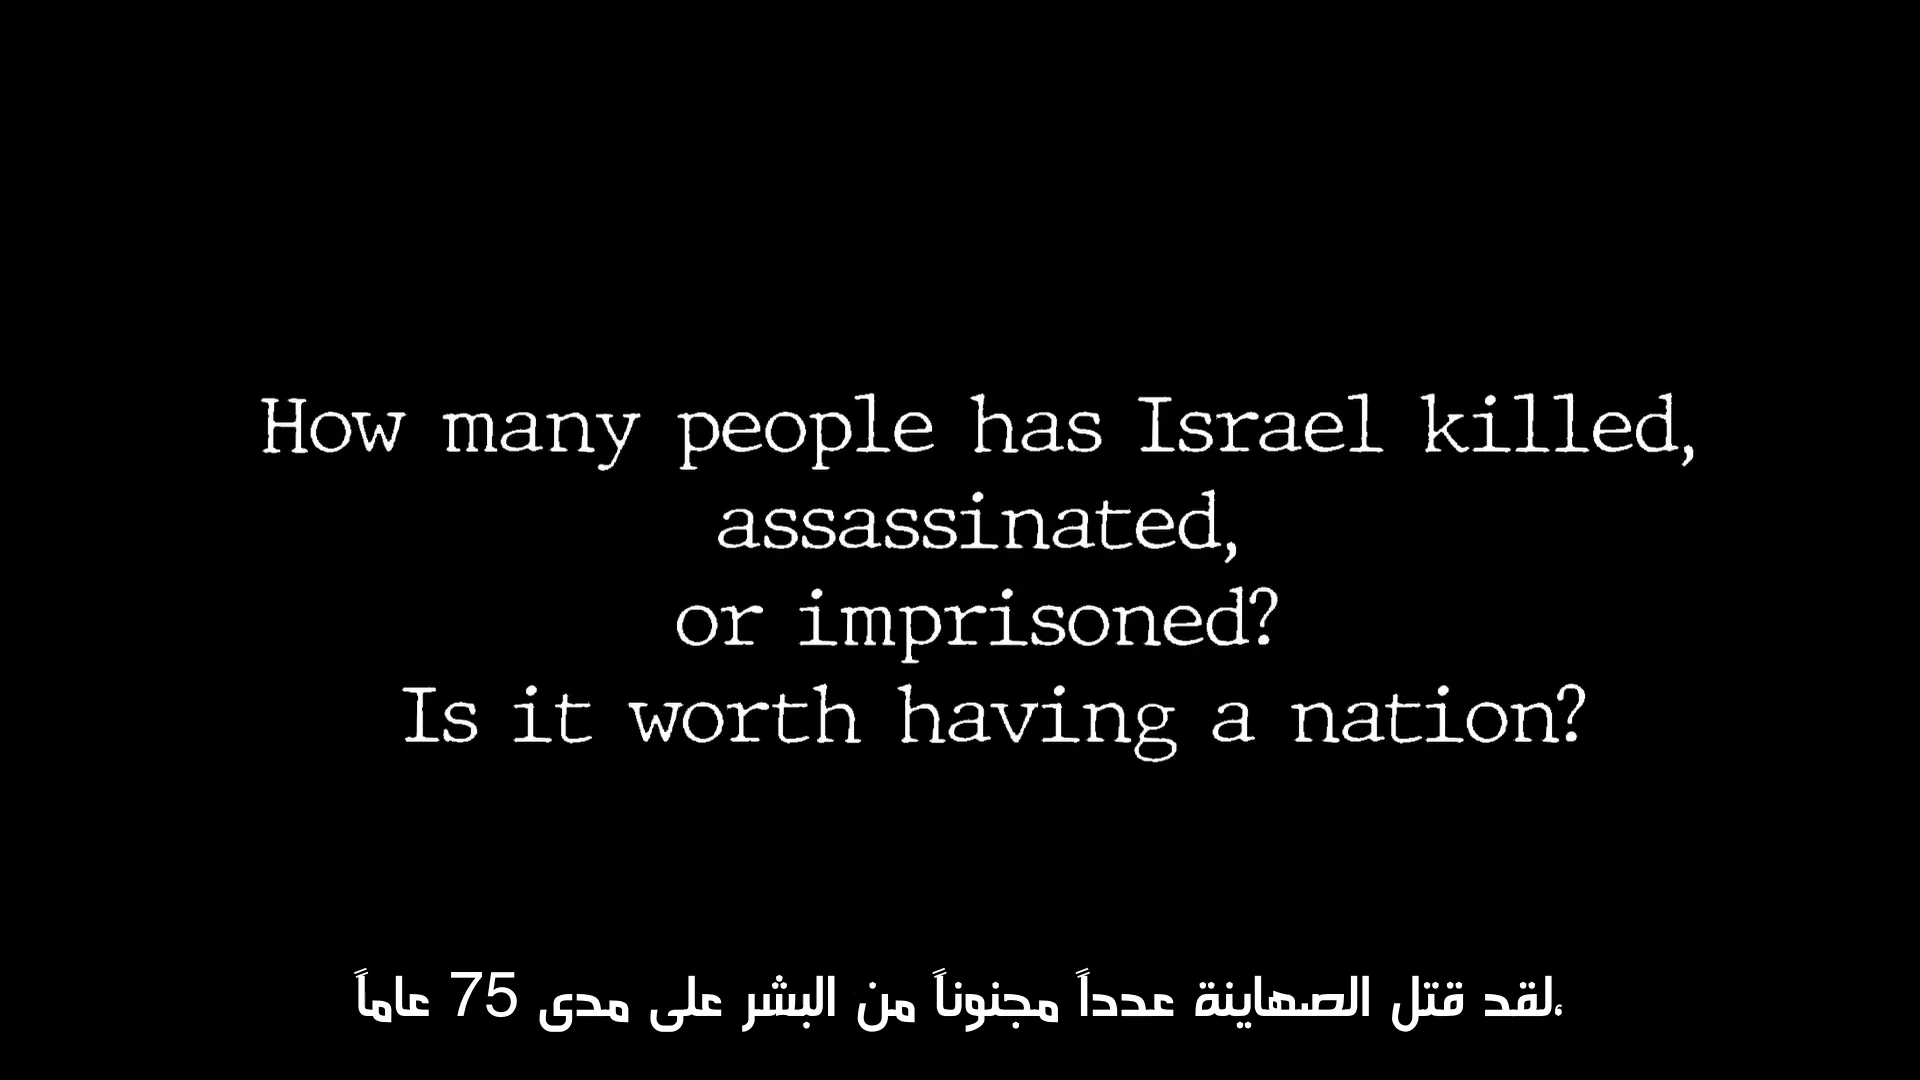 How many people has Israel killed,
assassinated,
or imprisoned?
Is it worth having a nation?
،لقد قتل الصهاينة عدداً مجنوناً من البشر على مدى 75 عاماً